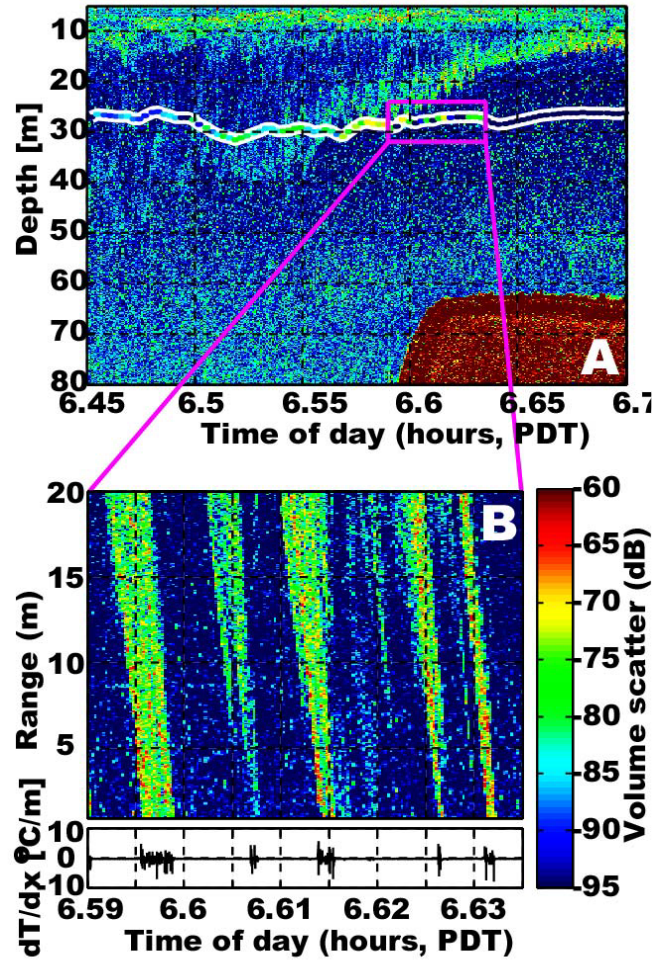 10
20
30
40
50
60
70
80
Depth [m]
A
6.45 6.5 6.55 6.6 6.65 6.7
Time of day (hours, PDT)
20
15
10
5
Range (m)
B
60
65
70
75
80
85
90
95
Volume scatter (dB)
10
0
10
dT/dx [°C/m]
6.59 6.6 6.61 6.62 6.63
Time of day (hours, PDT)